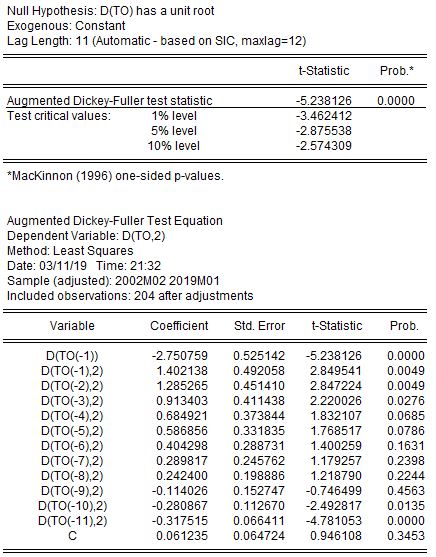 Null Hypothesis: D(TO) has a unit root
Exogenous: Constant
Lag Length: 11 (Automatic - based on SIC, maxlag=12)
t-Statistic Prob.*
Augmented Dickey-Fuller test statistic -5.238126 0.0000
Test critical values: 1% level -3.462412
5% level -2.875538
10% level -2.574309
*MacKinnon (1996) one-sided p-values.
Augmented Dickey-Fuller Test Equation
Dependent Variable: D(TO,2)
Method: Least Squares
Date: 03/11/19 Time: 21:32
Sample (adjusted): 2002M02 2019M01
Included observations: 204 after adjustments
Variable Coefficient Std. Error t-Statistic Prob.
D(TO(-1)) -2.750759 0.525142 -5.238126 0.0000
D(TO(-1),2) 1.402138 0.492058 2.849541 0.0049
D(TO(-2),2) 1.285265 0.451410 2.847224 0.0049
D(TO(-3),2) 0.913403 0.411438 2.220026 0.0276
D(TO(-4),2) 0.684921 0.373844 1.832107 0.0685
D(TO(-5),2) 0.586856 0.331835 1.768517 0.0786
D(TO(-6),2) 0.404298 0.288731 1.400259 0.1631
D(TO(-7),2) 0.289817 0.245762 1.179257 0.2398
D(TO(-8),2) 0.242400 0.198886 1.218790 0.2244
D(TO(-9),2) -0.114026 0.152747 -0.746499 0.4563
D(TO(-10),2) -0.280867 0.112670 -2.492817 0.0135
D(TO(-11),2) -0.317515 0.066411 -4.781053 0.0000
C 0.061235 0.064724 0.946108 0.3453